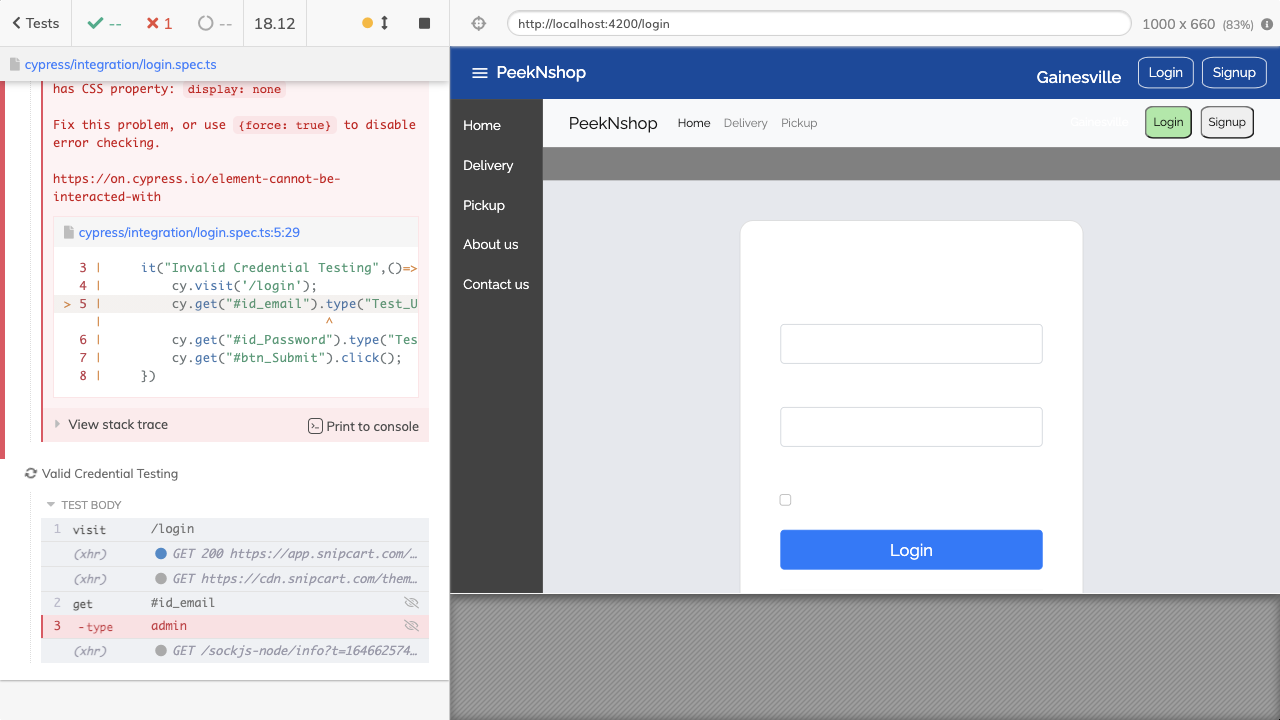 Tests
--
1
--
18.12
cypress/integration/login.spec.ts
has CSS property: display: none
Fix this problem, or use {force: true} to disable
error checking.
https://on.cypress.io/element-cannot-be-
interacted-with
cypress/integration/login.spec.ts:5:29
3 | it("Invalid Credential Testing",()=>
4 | cy.visit('/login');
> 5 | cy.get("#id_email").type("Test_U
| ^
6 | cy.get("#id_Password").type("Tes
7 | cy.get("#btn_Submit").click();
8 | })
View stack trace
Print to console
Valid Credential Testing
TEST BODY
1 visit /login
(xhr) GET 200 https://app.snipcart.com/…
(xhr) GET https://cdn.snipcart.com/them…
2 get #id_email
3 -type admin
(xhr) GET /sockjs-node/info?t=164662574…
http://localhost:4200/login
1000 x 660 (83%)
PeekNshop
Gainesville
Login
Signup
Home
Delivery
Pickup
About us
Contact us
PeekNshop
Home
Delivery
Pickup
Gainesville
Login
Signup
Login